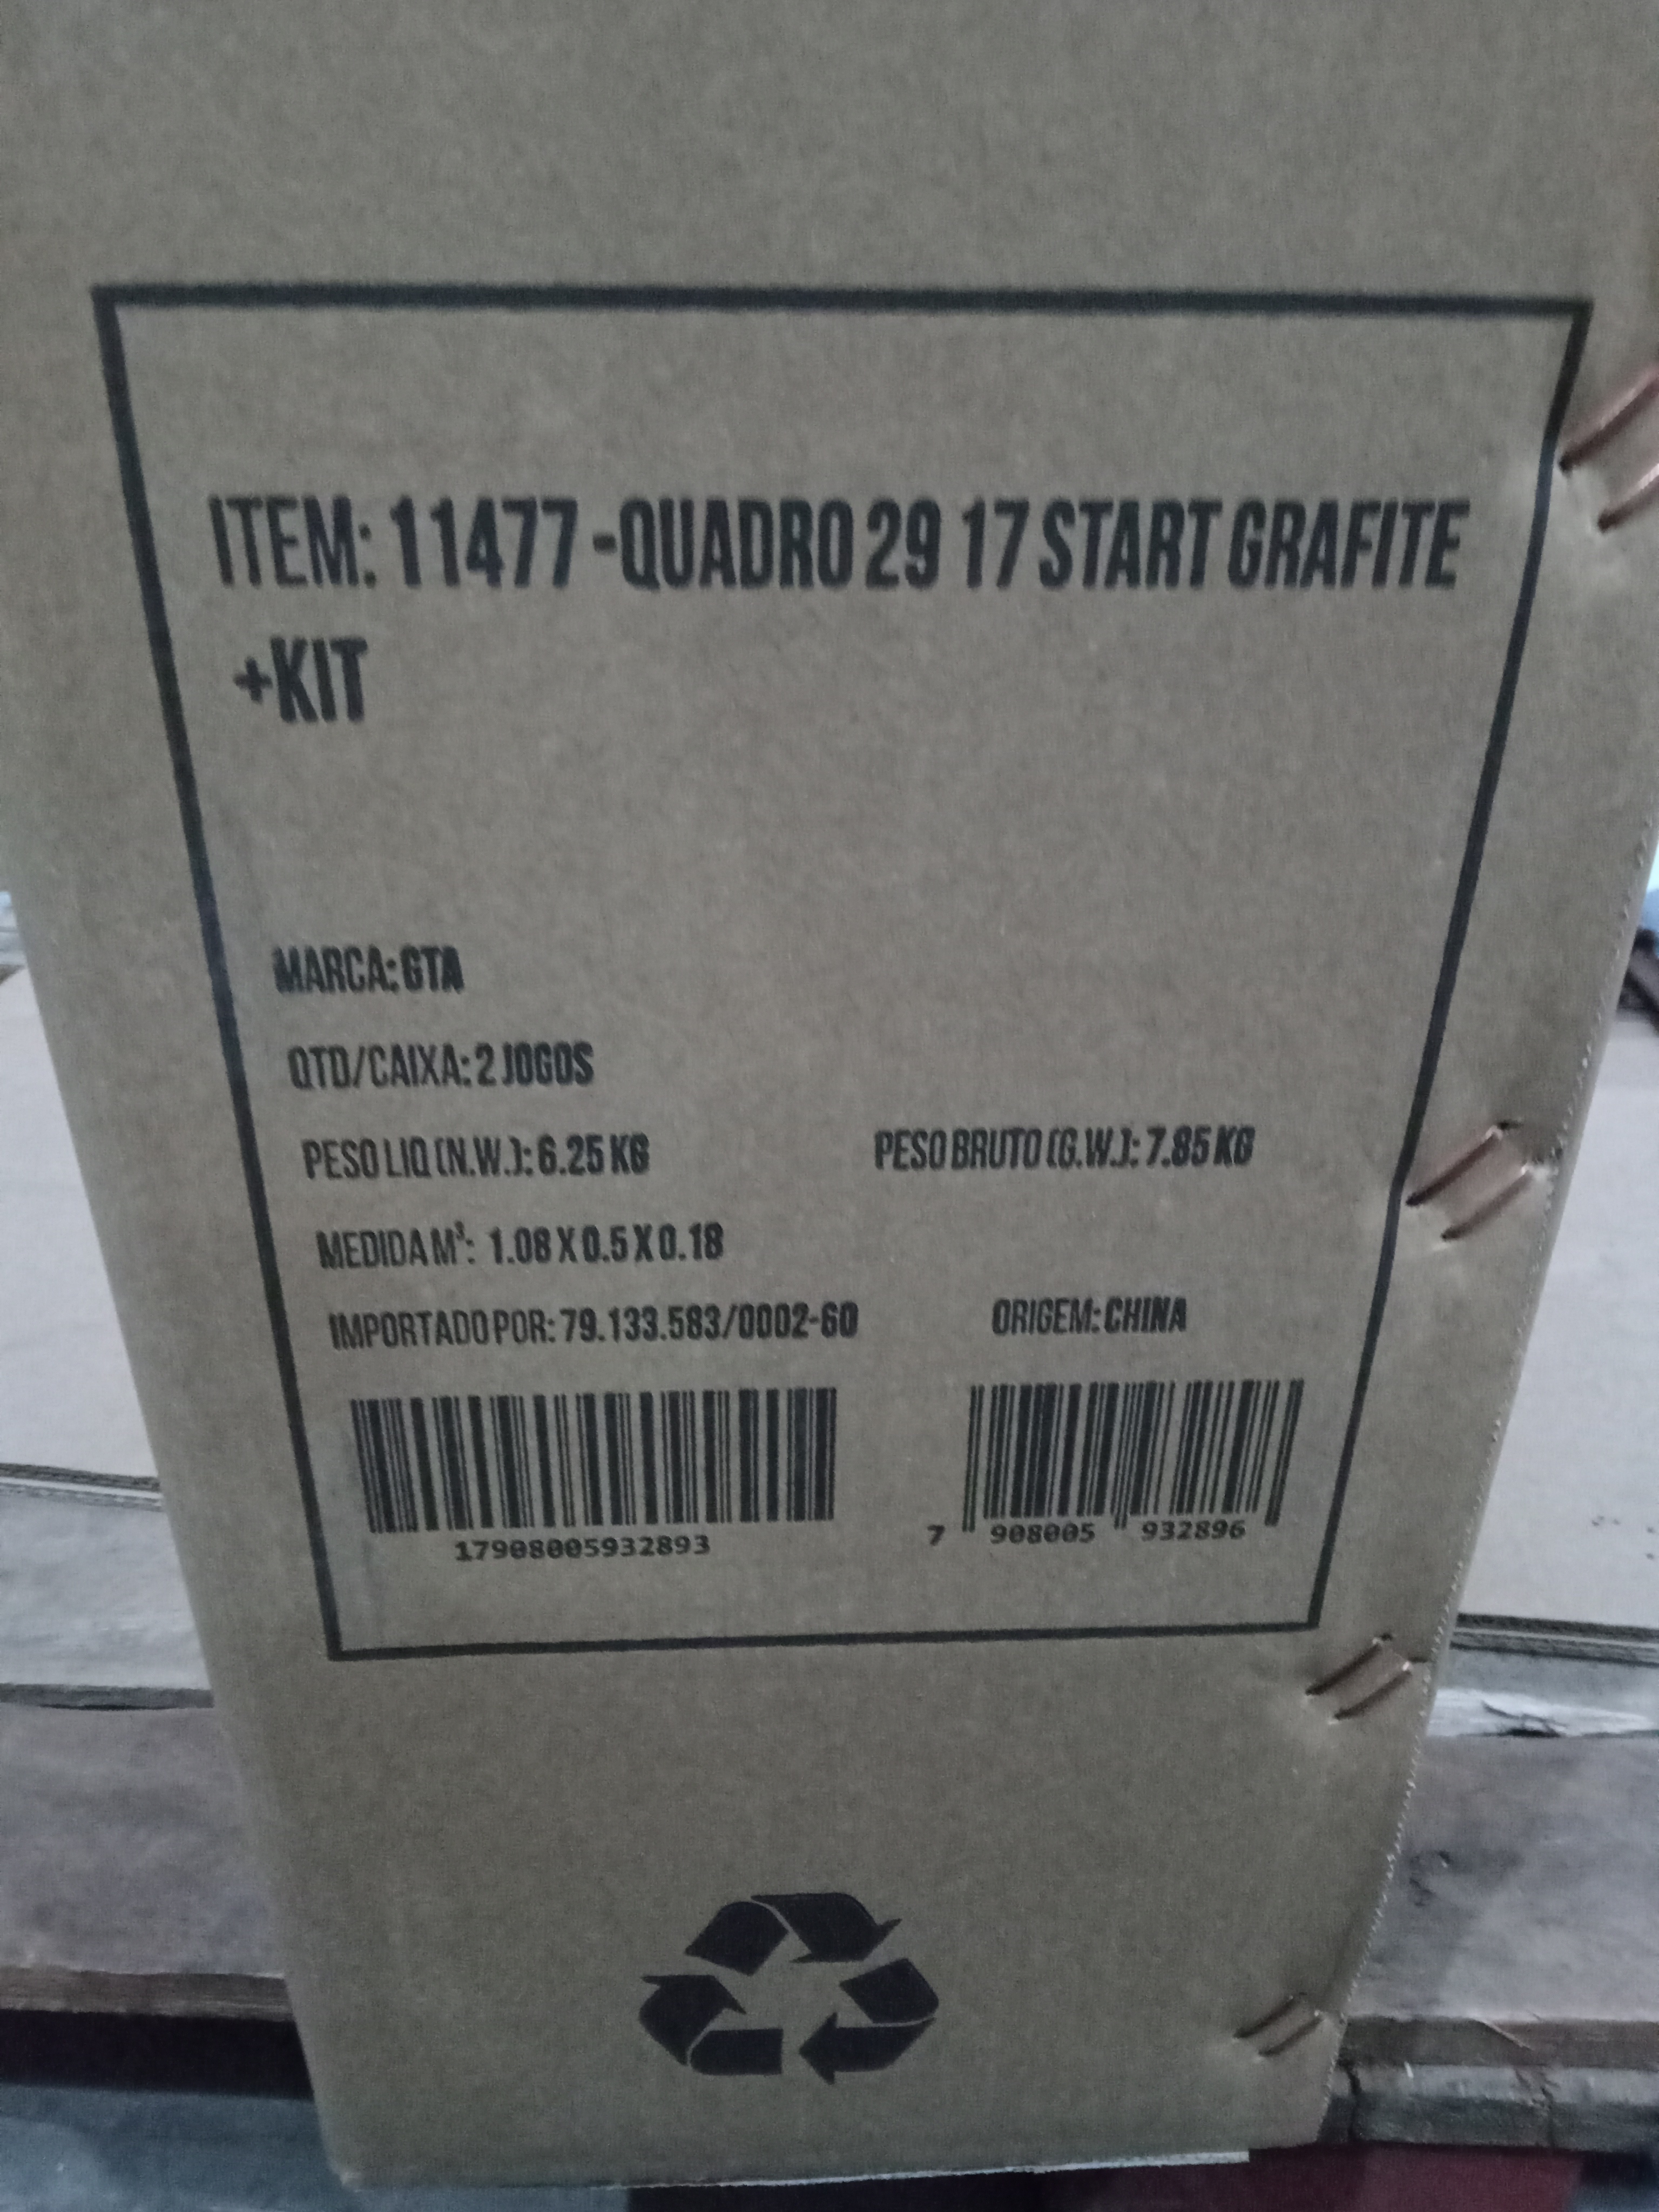 ITEM: 11477 -QUADRO 29 17 START GRAFITE
+KIT
MARCA: GTA
QTD/CAIXA: 2 JOGOS
PESO LIQ (N.W.): 6.25 KG PESO BRUTO (G.W.): 7.85 KG
MEDIDA M³: 1.08 X 0.5 X 0.18
IMPORTADO POR: 79.133.583/0002-60 ORIGEM: CHINA
17908005932893 7 908005 932896